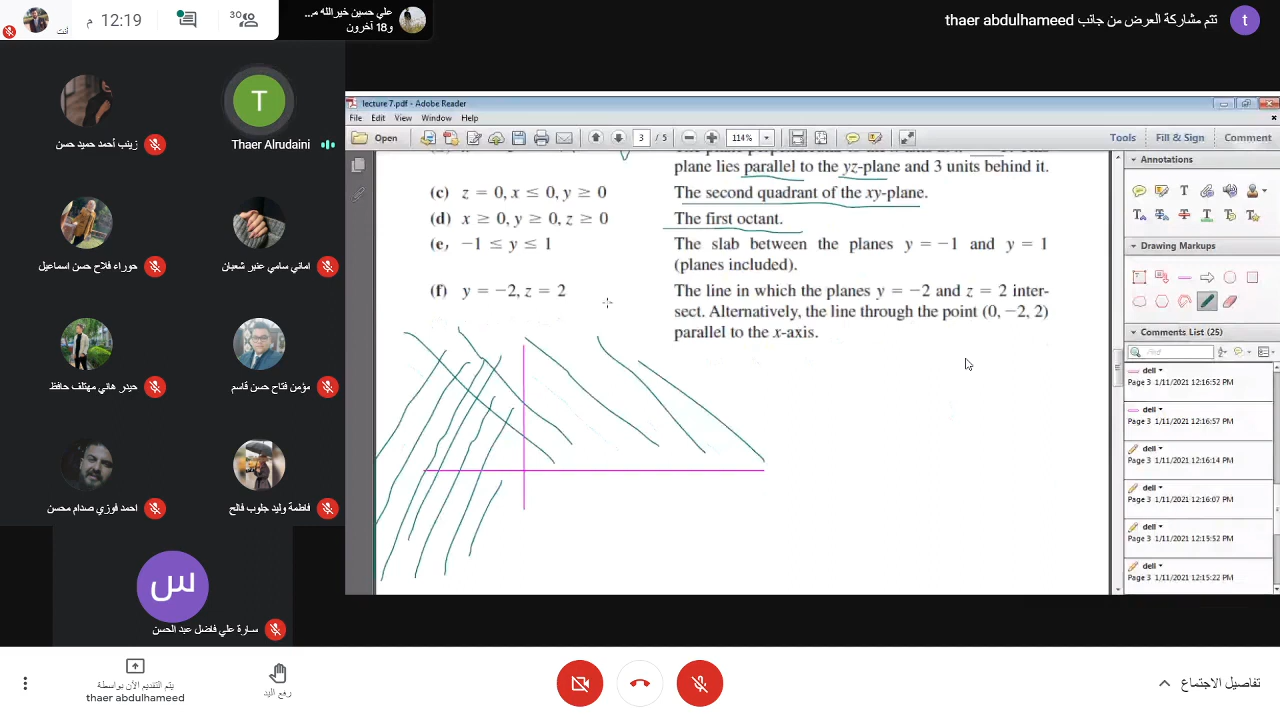 12:19 م
أنت
30
علي حسين خيرالله م...
و18 آخرون
تتم مشاركة العرض من جانب thaer abdulhameed
t
زينب أحمد حميد حسن
T
Thaer Alrudaini
حوراء فلاح حسن اسماعيل
اماني سامي عنبر شعبان
حيدر هاني مهتلف حافظ
مؤمن فتاح حسن قاسم
احمد فوزي صدام محسن
فاطمة وليد جلوب فالح
س
سارة علي فاضل عبد الحسن
lecture 7.pdf - Adobe Reader
File Edit View Window Help
Open 3 / 5 114% Tools Fill & Sign Comment
plane lies parallel to the yz-plane and 3 units behind it.
(c) z = 0, x ≤ 0, y ≥ 0 The second quadrant of the xy-plane.
(d) x ≥ 0, y ≥ 0, z ≥ 0 The first octant.
(e, −1 ≤ y ≤ 1 The slab between the planes y = −1 and y = 1
(planes included).
(f) y = −2, z = 2 The line in which the planes y = −2 and z = 2 inter-
sect. Alternatively, the line through the point (0, −2, 2)
parallel to the x-axis.
Annotations
Drawing Markups
Comments List (25)
Find
dell
Page 3 1/11/2021 12:16:52 PM
dell
Page 3 1/11/2021 12:16:57 PM
dell
Page 3 1/11/2021 12:16:14 PM
dell
Page 3 1/11/2021 12:16:07 PM
dell
Page 3 1/11/2021 12:15:52 PM
dell
Page 3 1/11/2021 12:15:22 PM
يتم التقديم الآن بواسطة
thaer abdulhameed
رفع اليد
تفاصيل الاجتماع